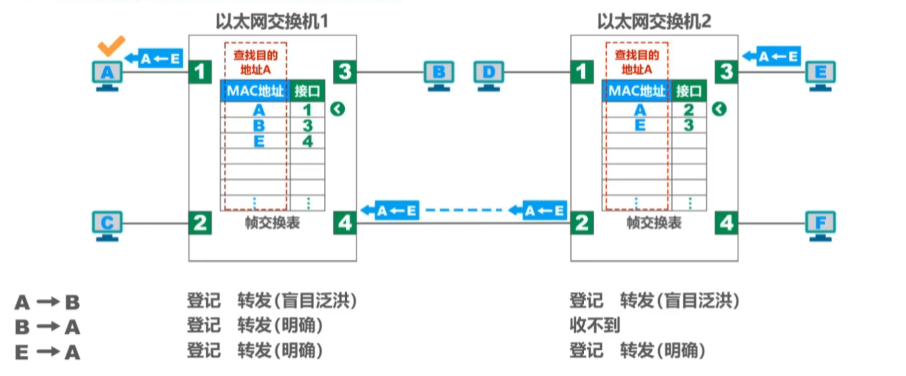 以太网交换机1
以太网交换机2
查找目的
地址A
查找目的
地址A
A←E
A←E
A
1
3
B
D
1
3
E
MAC地址 接口
A 1
B 3
E 4
⋮ ⋮
帧交换表
MAC地址 接口
A 2
E 3
⋮ ⋮
帧交换表
A←E
A←E
C
2
4
2
4
F
A→B 登记 转发(盲目泛洪) 登记 转发(盲目泛洪)
B→A 登记 转发(明确) 收不到
E→A 登记 转发(明确) 登记 转发(明确)